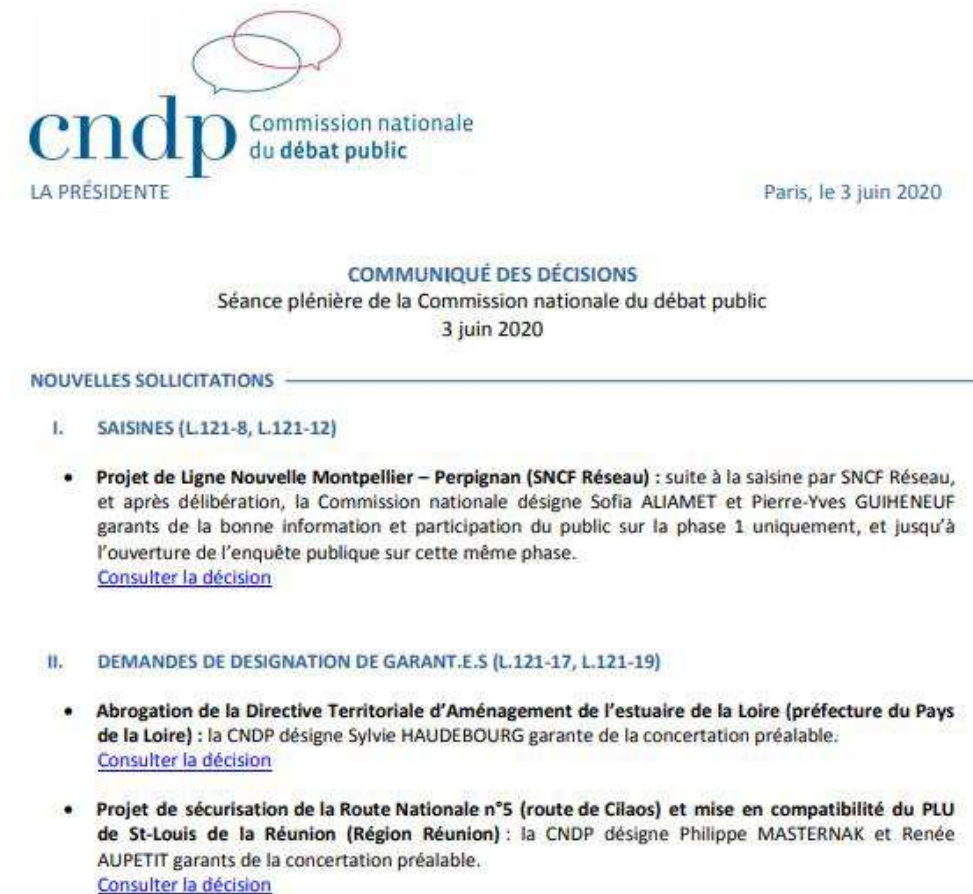 cndp Commission nationale
du débat public
LA PRÉSIDENTE Paris, le 3 juin 2020
COMMUNIQUÉ DES DÉCISIONS
Séance plénière de la Commission nationale du débat public
3 juin 2020
NOUVELLES SOLLICITATIONS
I. SAISINES (L.121-8, L.121-12)
• Projet de Ligne Nouvelle Montpellier – Perpignan (SNCF Réseau) : suite à la saisine par SNCF Réseau,
et après délibération, la Commission nationale désigne Sofia ALIAMET et Pierre-Yves GUIHENEUF
garants de la bonne information et participation du public sur la phase 1 uniquement, et jusqu'à
l'ouverture de l'enquête publique sur cette même phase.
Consulter la décision
II. DEMANDES DE DESIGNATION DE GARANT.E.S (L.121-17, L.121-19)
• Abrogation de la Directive Territoriale d'Aménagement de l'estuaire de la Loire (préfecture du Pays
de la Loire) : la CNDP désigne Sylvie HAUDEBOURG garante de la concertation préalable.
Consulter la décision
• Projet de sécurisation de la Route Nationale n°5 (route de Cilaos) et mise en compatibilité du PLU
de St-Louis de la Réunion (Région Réunion) : la CNDP désigne Philippe MASTERNAK et Renée
AUPETIT garants de la concertation préalable.
Consulter la décision